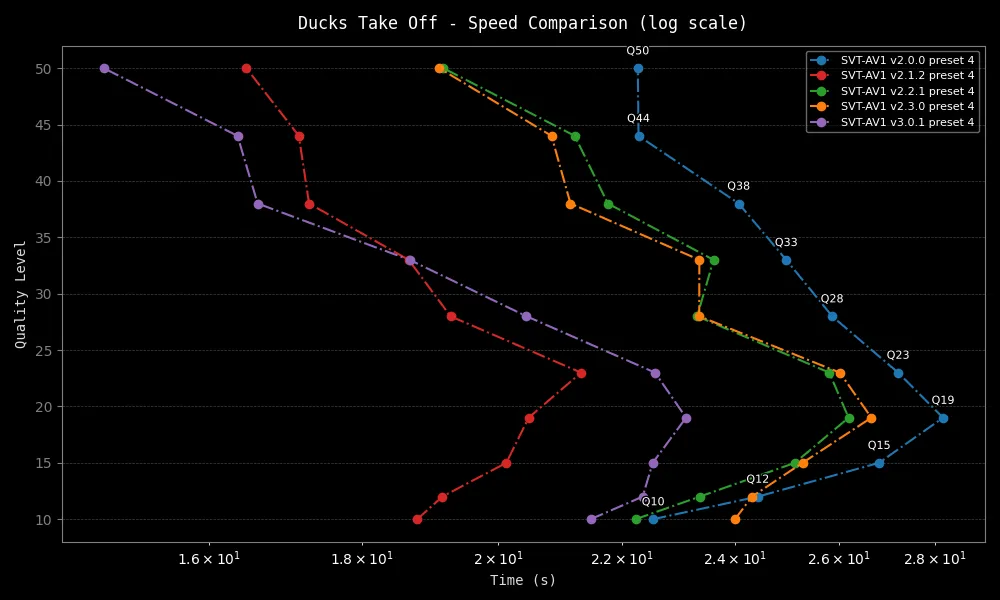 Ducks Take Off - Speed Comparison (log scale)
SVT-AV1 v2.0.0 preset 4
SVT-AV1 v2.1.2 preset 4
SVT-AV1 v2.2.1 preset 4
SVT-AV1 v2.3.0 preset 4
SVT-AV1 v3.0.1 preset 4
Q50
Q44
Q38
Q33
Q28
Q23
Q19
Q15
Q12
Q10
Quality Level
50
45
40
35
30
25
20
15
10
1.6 × 10¹ 1.8 × 10¹ 2 × 10¹ 2.2 × 10¹ 2.4 × 10¹ 2.6 × 10¹ 2.8 × 10¹
Time (s)